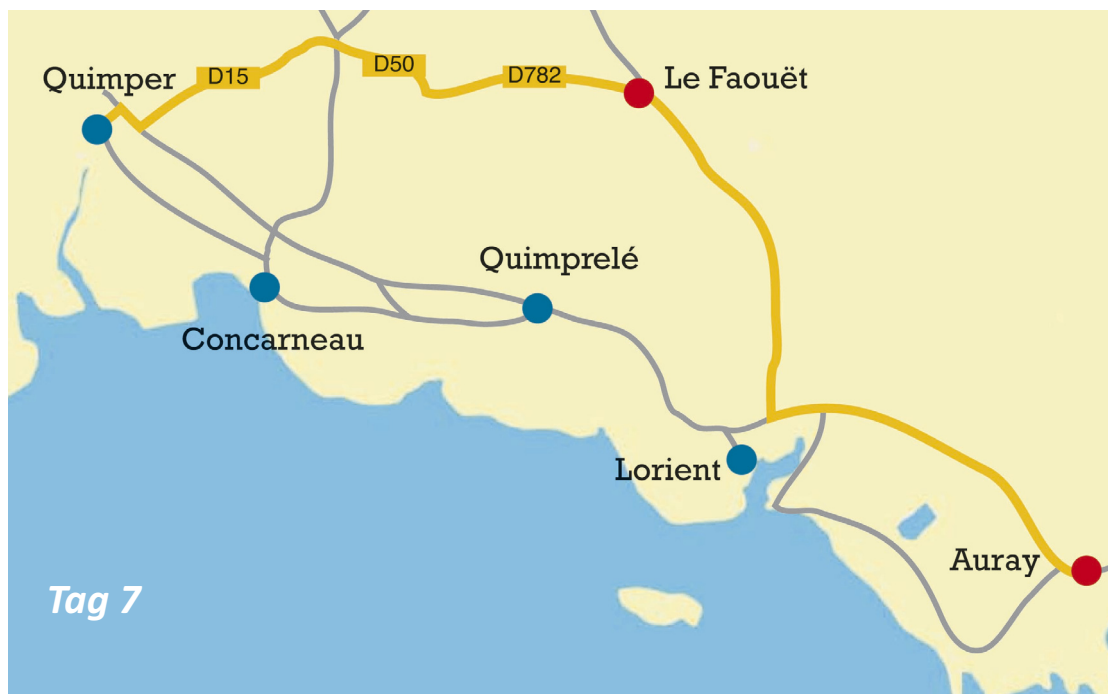 D50
D15
D782
Quimper
Le Faouët
Quimprelé
Concarneau
Lorient
Auray
Tag 7